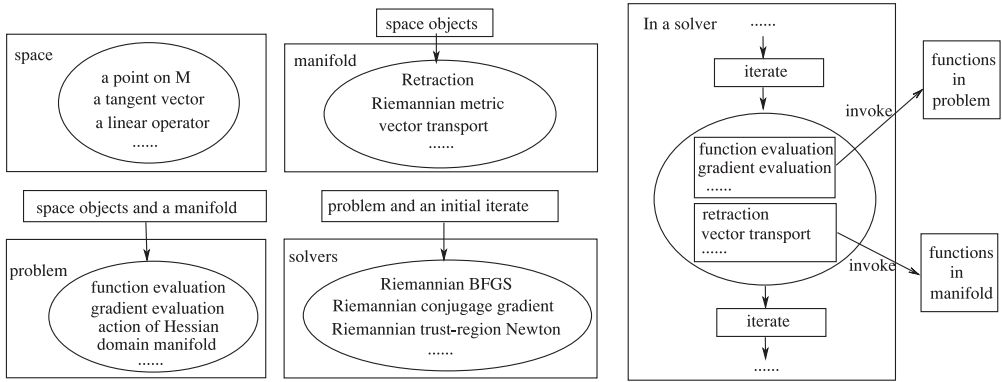 space
a point on M
a tangent vector
a linear operator
......
space objects
manifold
Retraction
Riemannian metric
vector transport
......
space objects and a manifold
problem
function evaluation
gradient evaluation
action of Hessian
domain manifold
......
problem and an initial iterate
solvers
Riemannian BFGS
Riemannian conjugage gradient
Riemannian trust-region Newton
......
In a solver ......
iterate
function evaluation
gradient evaluation
......
retraction
vector transport
......
iterate
......
invoke
functions
in
problem
invoke
functions
in
manifold